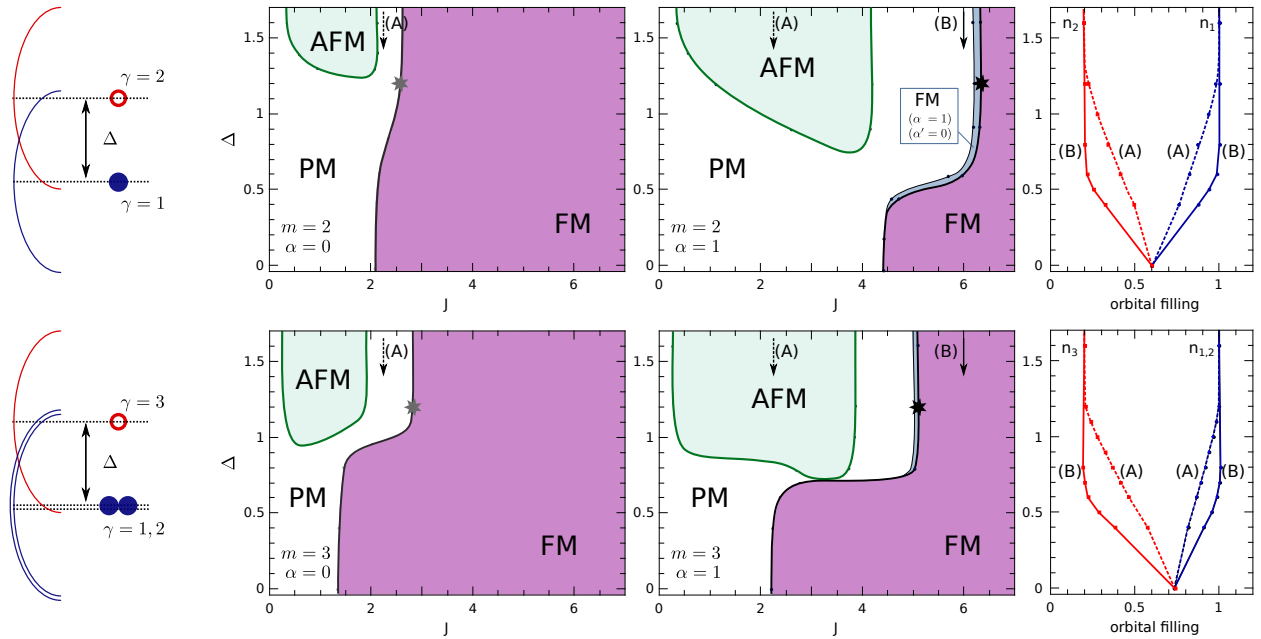 γ = 2
Δ
γ = 1
1.5
1
0.5
0
Δ
AFM
(A)
PM
FM
m = 2
α = 0
0
2
4
6
J
(A)
(B)
AFM
FM
(α = 1)
(α′ = 0)
PM
FM
m = 2
α = 1
0
2
4
6
J
n2
n1
(B)
(A)
(A)
(B)
0
0.5
1
orbital filling
γ = 3
Δ
γ = 1, 2
1.5
1
0.5
0
Δ
(A)
AFM
PM
FM
m = 3
α = 0
0
2
4
6
J
(A)
(B)
AFM
PM
FM
m = 3
α = 1
0
2
4
6
J
n3
n1,2
(B)
(A)
(A)
(B)
0
0.5
1
orbital filling